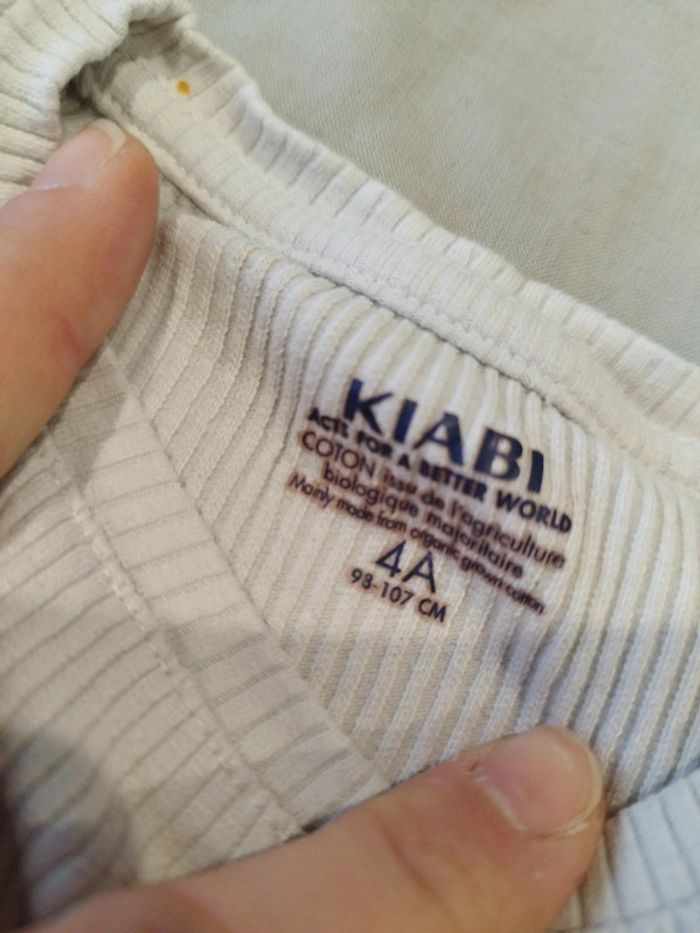 KIABI
ACTS FOR A BETTER WORLD
COTON issu de l'agriculture
biologique majoritaire
Mainly made from organic grown cotton
4A
98-107 CM